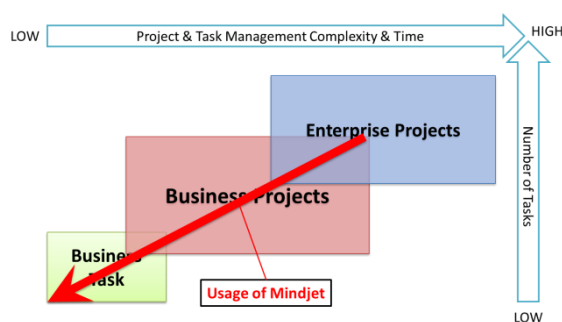 LOW
Project & Task Management Complexity & Time
HIGH
Enterprise Projects
Number of Tasks
Business Projects
Business
Task
Usage of Mindjet
LOW